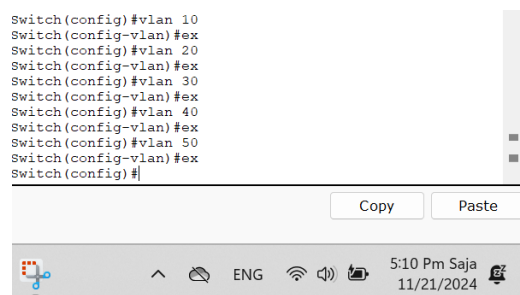 Switch(config)#vlan 10
Switch(config-vlan)#ex
Switch(config)#vlan 20
Switch(config-vlan)#ex
Switch(config)#vlan 30
Switch(config-vlan)#ex
Switch(config)#vlan 40
Switch(config-vlan)#ex
Switch(config)#vlan 50
Switch(config-vlan)#ex
Switch(config)#
Copy Paste
ENG 5:10 Pm Saja
11/21/2024